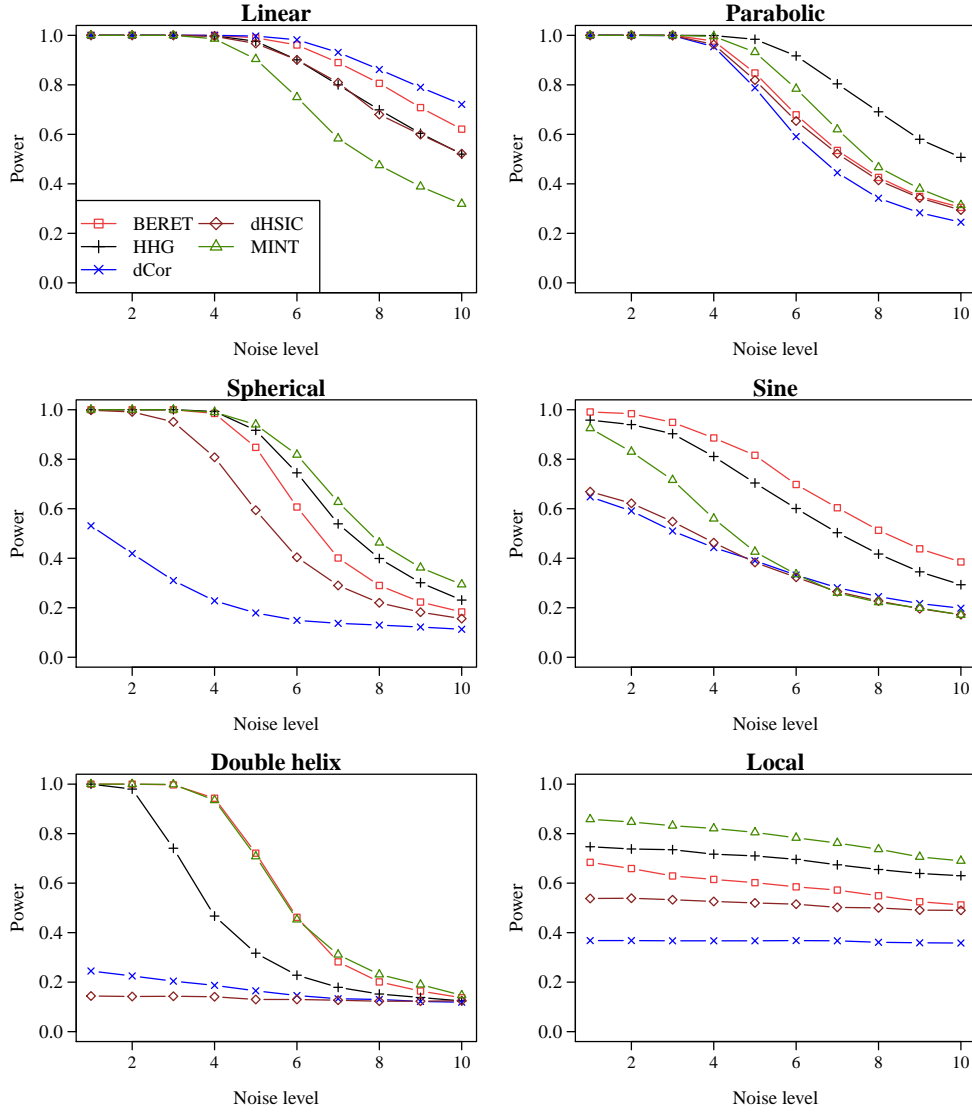 Linear
Power
1.0
0.8
0.6
0.4
0.2
0.0
BERET
HHG
dCor
dHSIC
MINT
2 4 6 8 10
Noise level
Parabolic
Power
1.0
0.8
0.6
0.4
0.2
0.0
2 4 6 8 10
Noise level
Spherical
Power
1.0
0.8
0.6
0.4
0.2
0.0
2 4 6 8 10
Noise level
Sine
Power
1.0
0.8
0.6
0.4
0.2
0.0
2 4 6 8 10
Noise level
Double helix
Power
1.0
0.8
0.6
0.4
0.2
0.0
2 4 6 8 10
Noise level
Local
Power
1.0
0.8
0.6
0.4
0.2
0.0
2 4 6 8 10
Noise level